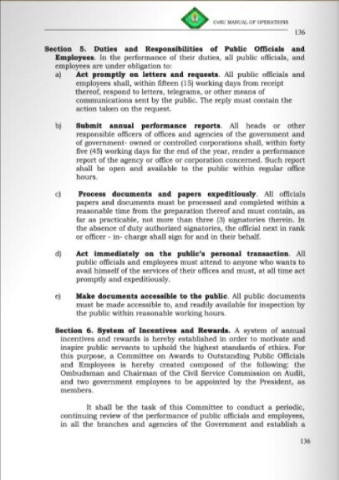 CvSU MANUAL OF OPERATIONS
136
Section 5. Duties and Responsibilities of Public Officials and
Employees. In the performance of their duties, all public officials, and
employees are under obligation to:
a) Act promptly on letters and requests. All public officials and
employees shall, within fifteen (15) working days from receipt
thereof, respond to letters, telegrams, or other means of
communications sent by the public. The reply must contain the
action taken on the request.
b) Submit annual performance reports. All heads or other
responsible officers of offices and agencies of the government and
of government- owned or controlled corporations shall, within forty
five (45) working days for the end of the year, render a performance
report of the agency or office or corporation concerned. Such report
shall be open and available to the public within regular office
hours.
c) Process documents and papers expeditiously. All officials
papers and documents must be processed and completed within a
reasonable time from the preparation thereof and must contain, as
far as practicable, not more than three (3) signatories therein. In
the absence of duty authorized signatories, the official next in rank
or officer - in- charge shall sign for and in their behalf.
d) Act immediately on the public's personal transaction. All
public officials and employees must attend to anyone who wants to
avail himself of the services of their offices and must, at all time act
promptly and expeditiously.
e) Make documents accessible to the public. All public documents
must be made accessible to, and readily available for inspection by
the public within reasonable working hours.
Section 6. System of Incentives and Rewards. A system of annual
incentives and rewards is hereby established in order to motivate and
inspire public servants to uphold the highest standards of ethics. For
this purpose, a Committee on Awards to Outstanding Public Officials
and Employees is hereby created composed of the following: the
Ombudsman and Chairman of the Civil Service Commission on Audit,
and two government employees to be appointed by the President, as
members.
It shall be the task of this Committee to conduct a periodic,
continuing review of the performance of public officials and employees,
in all the branches and agencies of the Government and establish a
136